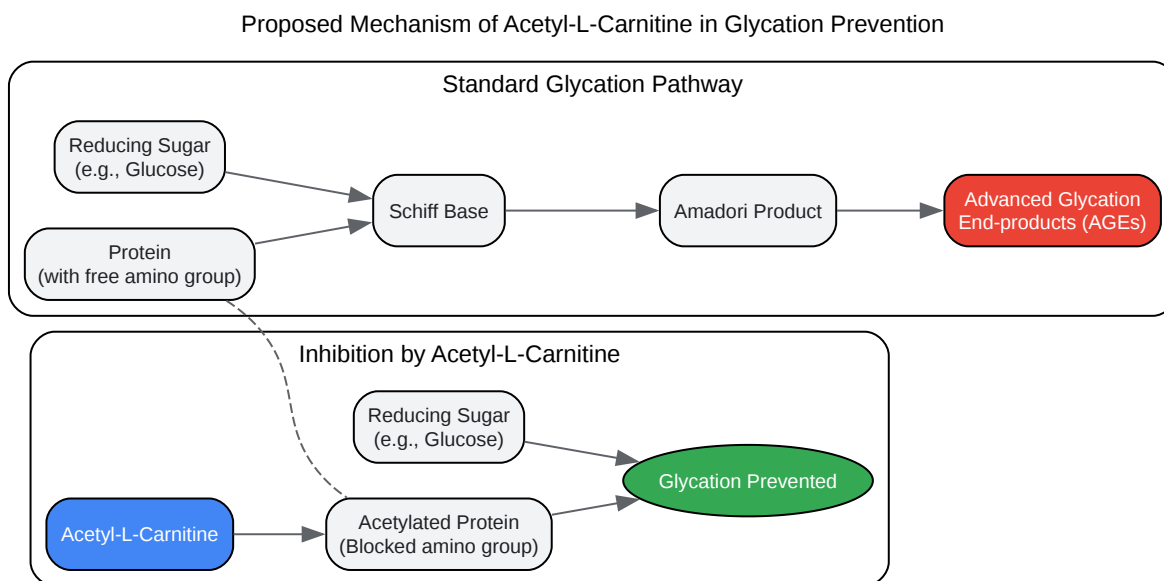 Proposed Mechanism of Acetyl-L-Carnitine in Glycation Prevention
Standard Glycation Pathway
Reducing Sugar
(e.g., Glucose)
Protein
(with free amino group)
Schiff Base
Amadori Product
Advanced Glycation
End-products (AGEs)
Inhibition by Acetyl-L-Carnitine
Reducing Sugar
(e.g., Glucose)
Acetyl-L-Carnitine
Acetylated Protein
(Blocked amino group)
Glycation Prevented